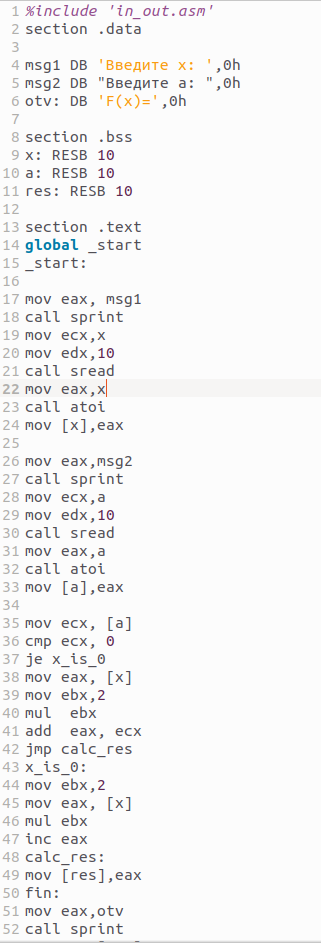 1 %include 'in_out.asm'
2 section .data
3
4 msg1 DB 'Введите x: ',0h
5 msg2 DB "Введите a: ",0h
6 otv: DB 'F(x)=',0h
7
8 section .bss
9 x: RESB 10
10 a: RESB 10
11 res: RESB 10
12
13 section .text
14 global _start
15 _start:
16
17 mov eax, msg1
18 call sprint
19 mov ecx,x
20 mov edx,10
21 call sread
22 mov eax,x
23 call atoi
24 mov [x],eax
25
26 mov eax,msg2
27 call sprint
28 mov ecx,a
29 mov edx,10
30 call sread
31 mov eax,a
32 call atoi
33 mov [a],eax
34
35 mov ecx, [a]
36 cmp ecx, 0
37 je x_is_0
38 mov eax, [x]
39 mov ebx,2
40 mul  ebx
41 add  eax, ecx
42 jmp calc_res
43 x_is_0:
44 mov ebx,2
45 mov eax, [x]
46 mul ebx
47 inc eax
48 calc_res:
49 mov [res],eax
50 fin:
51 mov eax,otv
52 call sprint